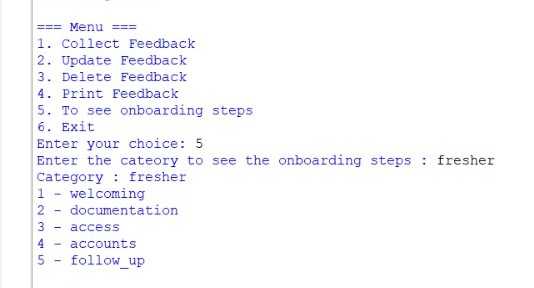 === Menu ===
1. Collect Feedback
2. Update Feedback
3. Delete Feedback
4. Print Feedback
5. To see onboarding steps
6. Exit
Enter your choice: 5
Enter the cateory to see the onboarding steps : fresher
Category : fresher
1 - welcoming
2 - documentation
3 - access
4 - accounts
5 - follow_up